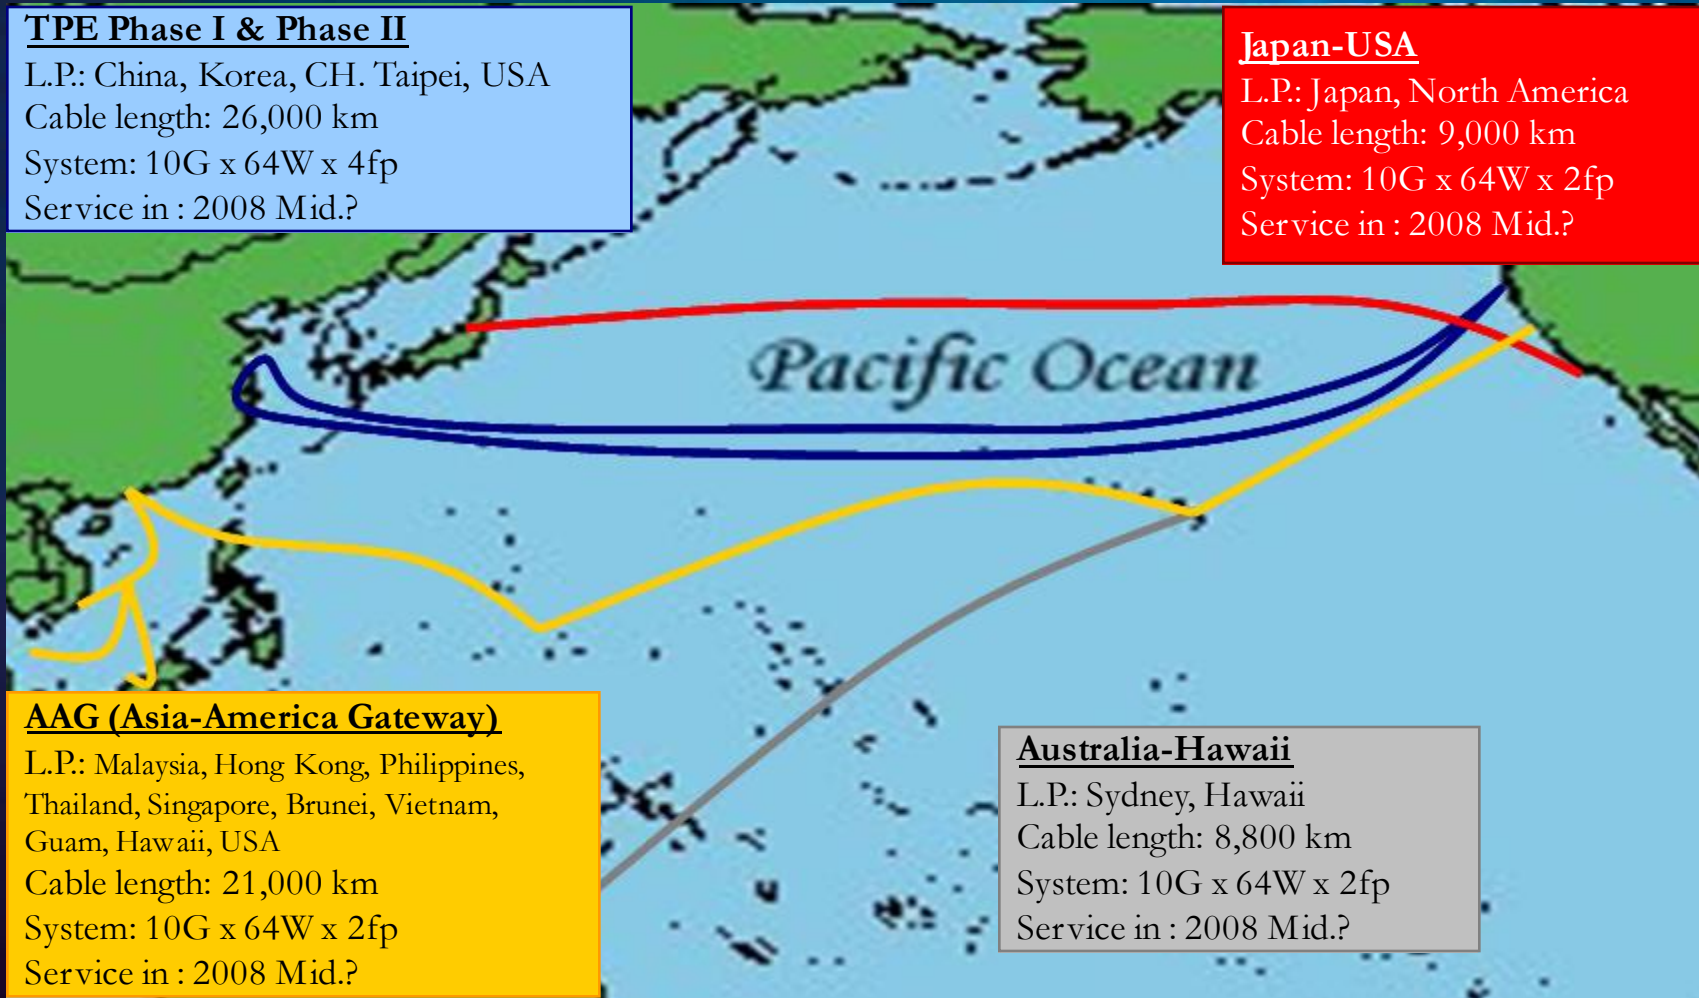 TPE Phase I & Phase II
L.P.: China, Korea, CH. Taipei, USA
Cable length: 26,000 km
System: 10G x 64W x 4fp
Service in : 2008 Mid.?
Japan-USA
L.P.: Japan, North America
Cable length: 9,000 km
System: 10G x 64W x 2fp
Service in : 2008 Mid.?
Pacific Ocean
AAG (Asia-America Gateway)
L.P.: Malaysia, Hong Kong, Philippines,
Thailand, Singapore, Brunei, Vietnam,
Guam, Hawaii, USA
Cable length: 21,000 km
System: 10G x 64W x 2fp
Service in : 2008 Mid.?
Australia-Hawaii
L.P.: Sydney, Hawaii
Cable length: 8,800 km
System: 10G x 64W x 2fp
Service in : 2008 Mid.?